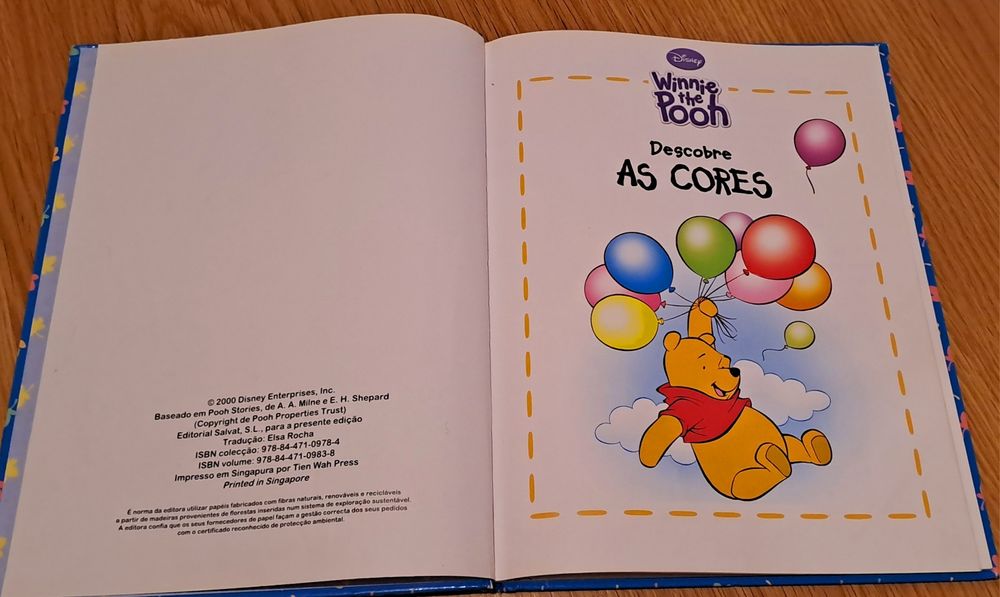 © 2000 Disney Enterprises, Inc.
Baseado em Pooh Stories, de A. A. Milne e E. H. Shepard
(Copyright de Pooh Properties Trust)
Editorial Salvat, S.L., para a presente edição
Tradução: Elsa Rocha
ISBN colecção: 978-84-471-0978-4
ISBN volume: 978-84-471-0983-8
Impresso em Singapura por Tien Wah Press
Printed in Singapore
É norma da editora utilizar papéis fabricados com fibras naturais, renováveis e recicláveis
a partir de madeiras provenientes de florestas inseridas num sistema de exploração sustentável.
A editora confia que os seus fornecedores de papel façam a gestão correcta dos seus pedidos
com o certificado reconhecido de protecção ambiental.
Disney
Winnie
the
Pooh
Descobre
AS CORES